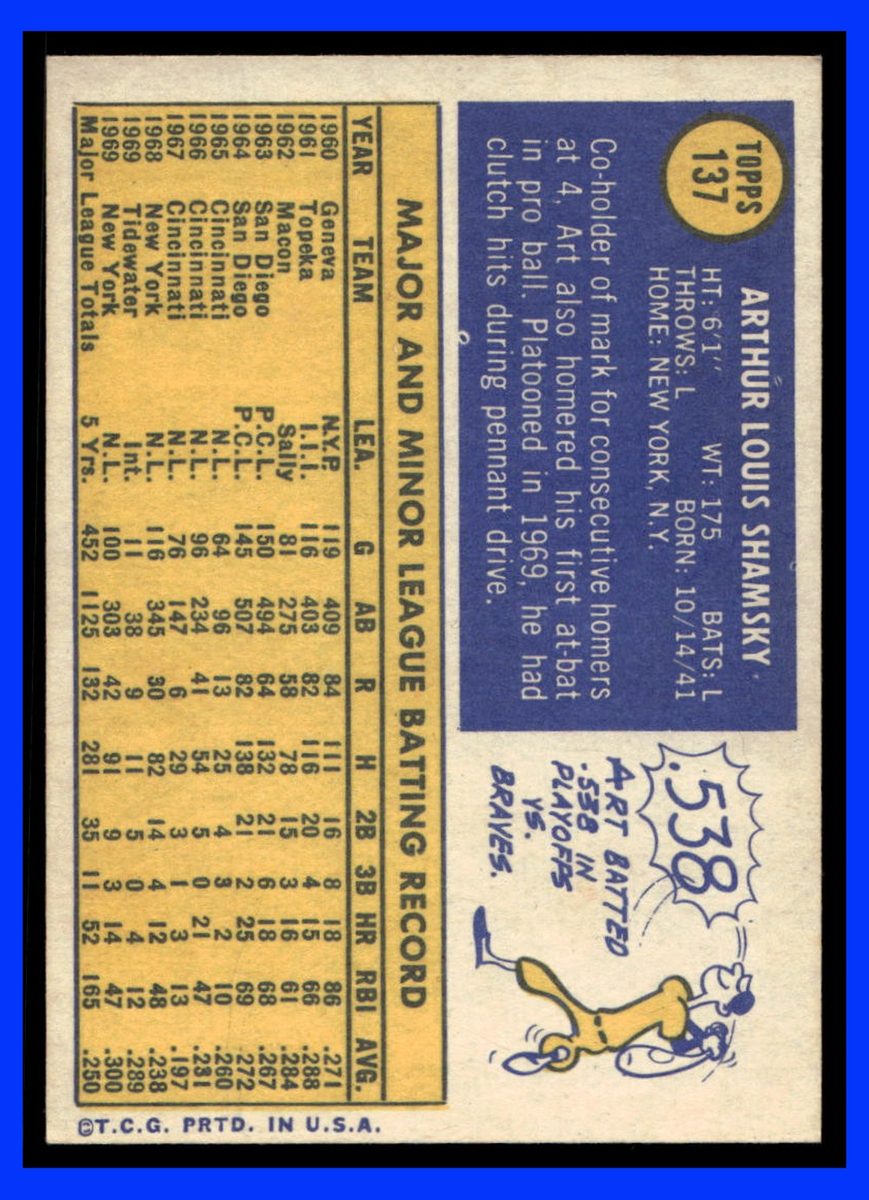 TOPPS
137
ARTHUR LOUIS SHAMSKY
HT: 6'1" WT: 175 BATS: L
THROWS: L BORN: 10/14/41
HOME: NEW YORK, N.Y.
Co-holder of mark for consecutive homers
at 4, Art also homered his first at-bat
in pro ball. Platooned in 1969, he had
clutch hits during pennant drive.
.538
ART BATTED
.538 IN
PLAYOFFS
VS.
BRAVES.
MAJOR AND MINOR LEAGUE BATTING RECORD
YEAR TEAM LEA. G AB R H 2B 3B HR RBI AVG.
1960 Geneva N.Y.P. 119 409 84 111 16 8 18 86 .271
1961 Topeka I.I.I. 116 403 82 116 20 4 15 66 .288
1962 Macon Sally 81 275 58 78 15 3 16 61 .284
1963 San Diego P.C.L. 150 494 64 132 21 6 18 68 .267
1964 San Diego P.C.L. 145 507 82 138 21 2 25 69 .272
1965 Cincinnati N.L. 64 96 13 25 4 3 2 10 .260
1966 Cincinnati N.L. 96 234 41 54 5 0 21 47 .231
1967 Cincinnati N.L. 76 147 6 29 3 1 3 13 .197
1968 New York N.L. 116 345 30 82 14 4 12 48 .238
1969 Tidewater Int. 11 38 9 11 5 0 4 12 .289
1969 New York N.L. 100 303 42 91 9 3 14 47 .300
Major League Totals 5 Yrs. 452 1125 132 281 35 11 52 165 .250
©T.C.G. PRTD. IN U.S.A.